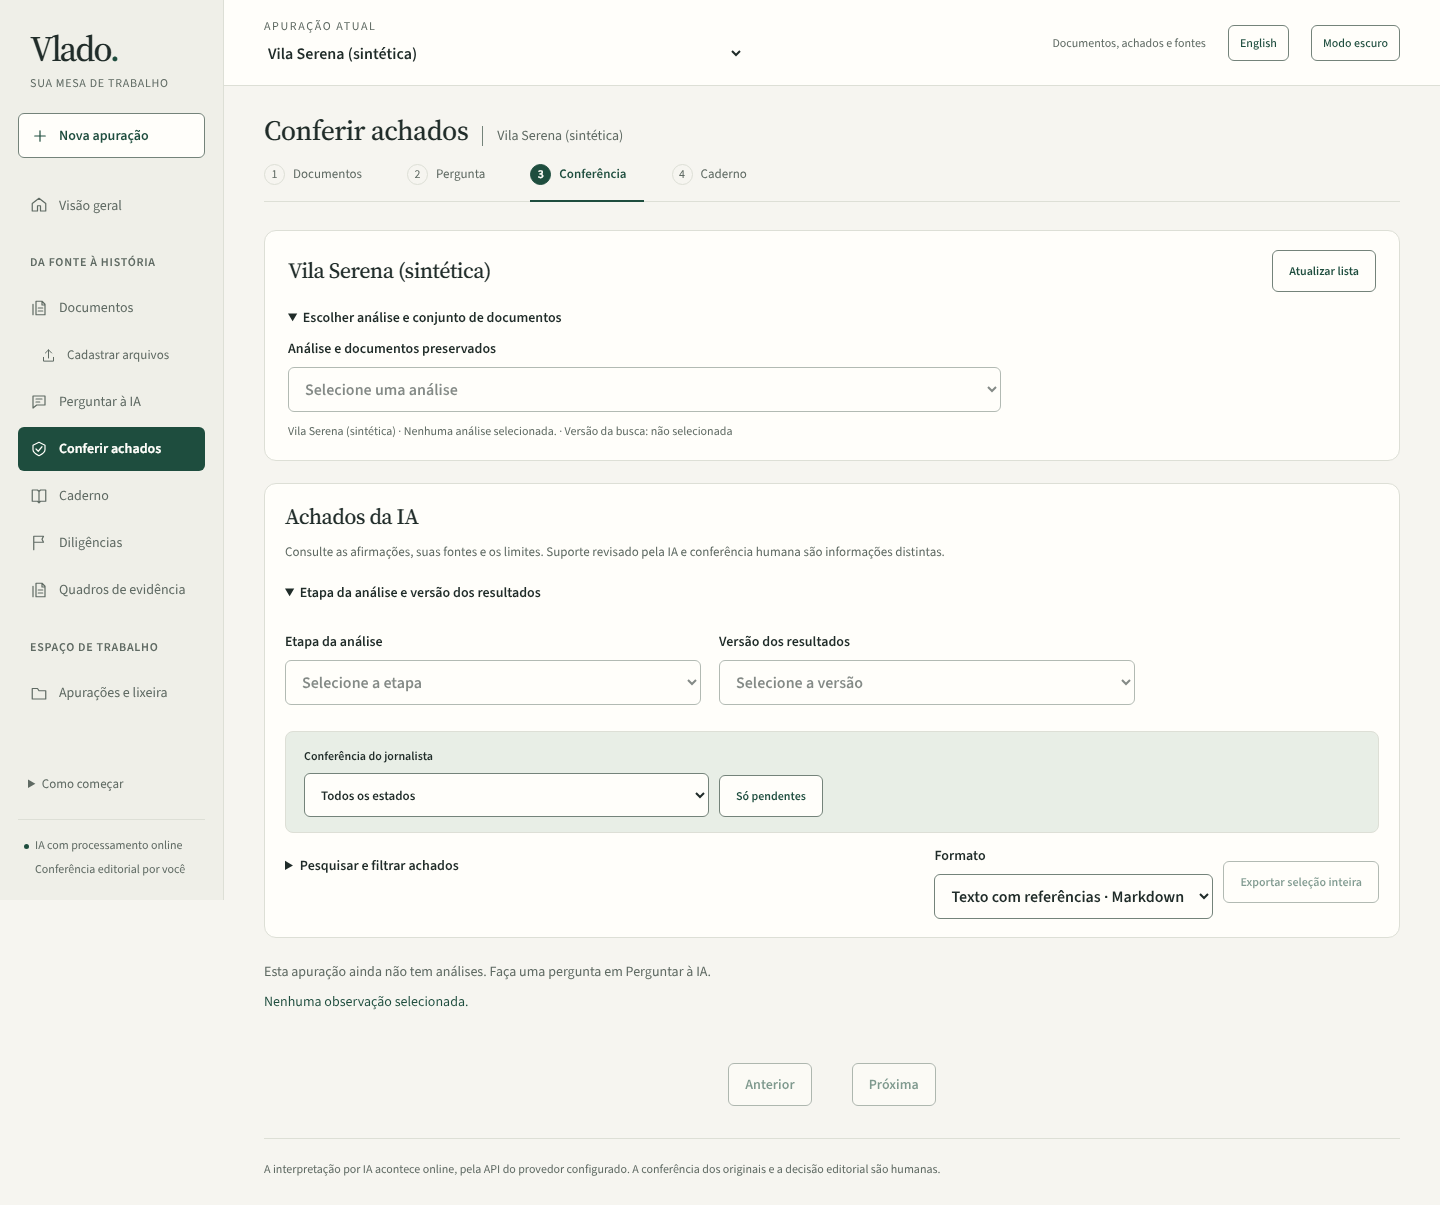 Vlado.
SUA MESA DE TRABALHO
Nova apuração
Visão geral
DA FONTE À HISTÓRIA
Documentos
Cadastrar arquivos
Perguntar à IA
Conferir achados
Caderno
Diligências
Quadros de evidência
ESPAÇO DE TRABALHO
Apurações e lixeira
Como começar
IA com processamento online
Conferência editorial por você
APURAÇÃO ATUAL
Vila Serena (sintética)
Documentos, achados e fontes
English
Modo escuro
Conferir achados
Vila Serena (sintética)
1 Documentos
2 Pergunta
3 Conferência
4 Caderno
Vila Serena (sintética)
Atualizar lista
Escolher análise e conjunto de documentos
Análise e documentos preservados
Selecione uma análise
Vila Serena (sintética) · Nenhuma análise selecionada. · Versão da busca: não selecionada
Achados da IA
Consulte as afirmações, suas fontes e os limites. Suporte revisado pela IA e conferência humana são informações distintas.
Etapa da análise e versão dos resultados
Etapa da análise
Versão dos resultados
Selecione a etapa
Selecione a versão
Conferência do jornalista
Todos os estados
Só pendentes
Pesquisar e filtrar achados
Formato
Texto com referências · Markdown
Exportar seleção inteira
Esta apuração ainda não tem análises. Faça uma pergunta em Perguntar à IA.
Nenhuma observação selecionada.
Anterior
Próxima
A interpretação por IA acontece online, pela API do provedor configurado. A conferência dos originais e a decisão editorial são humanas.